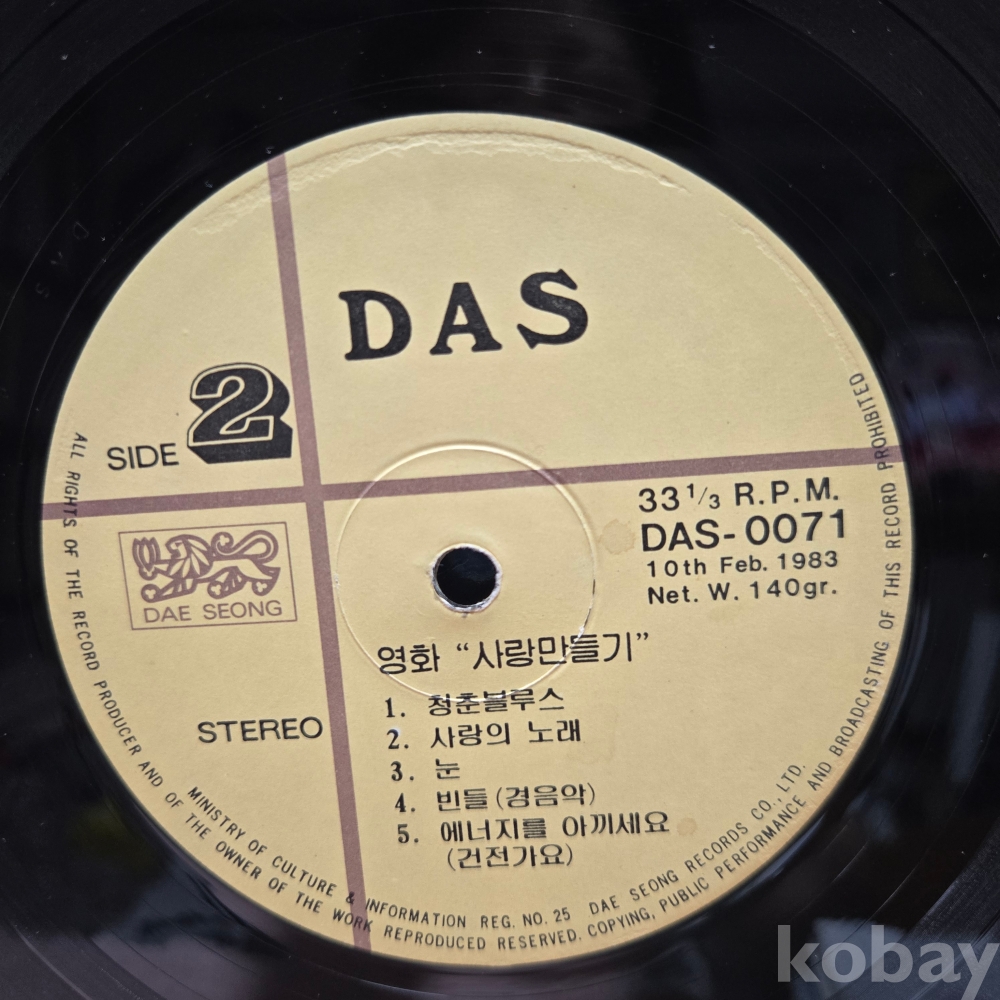 DAS
SIDE 2
33 1/3 R.P.M.
DAS-0071
10th Feb. 1983
Net. W. 140gr.
DAE SEONG
STEREO
영화 “사랑만들기”
1. 청춘블루스
2. 사랑의 노래
3. 눈
4. 빈들 (경음악)
5. 에너지를 아끼세요
(건전가요)
MINISTRY OF CULTURE & INFORMATION REG. NO. 25 DAE SEONG RECORDS CO., LTD.
ALL RIGHTS OF THE RECORD PRODUCER AND OF THE OWNER OF THE WORK REPRODUCED RESERVED. COPYING, PUBLIC PERFORMANCE AND BROADCASTING OF THIS RECORD PROHIBITED
kobay